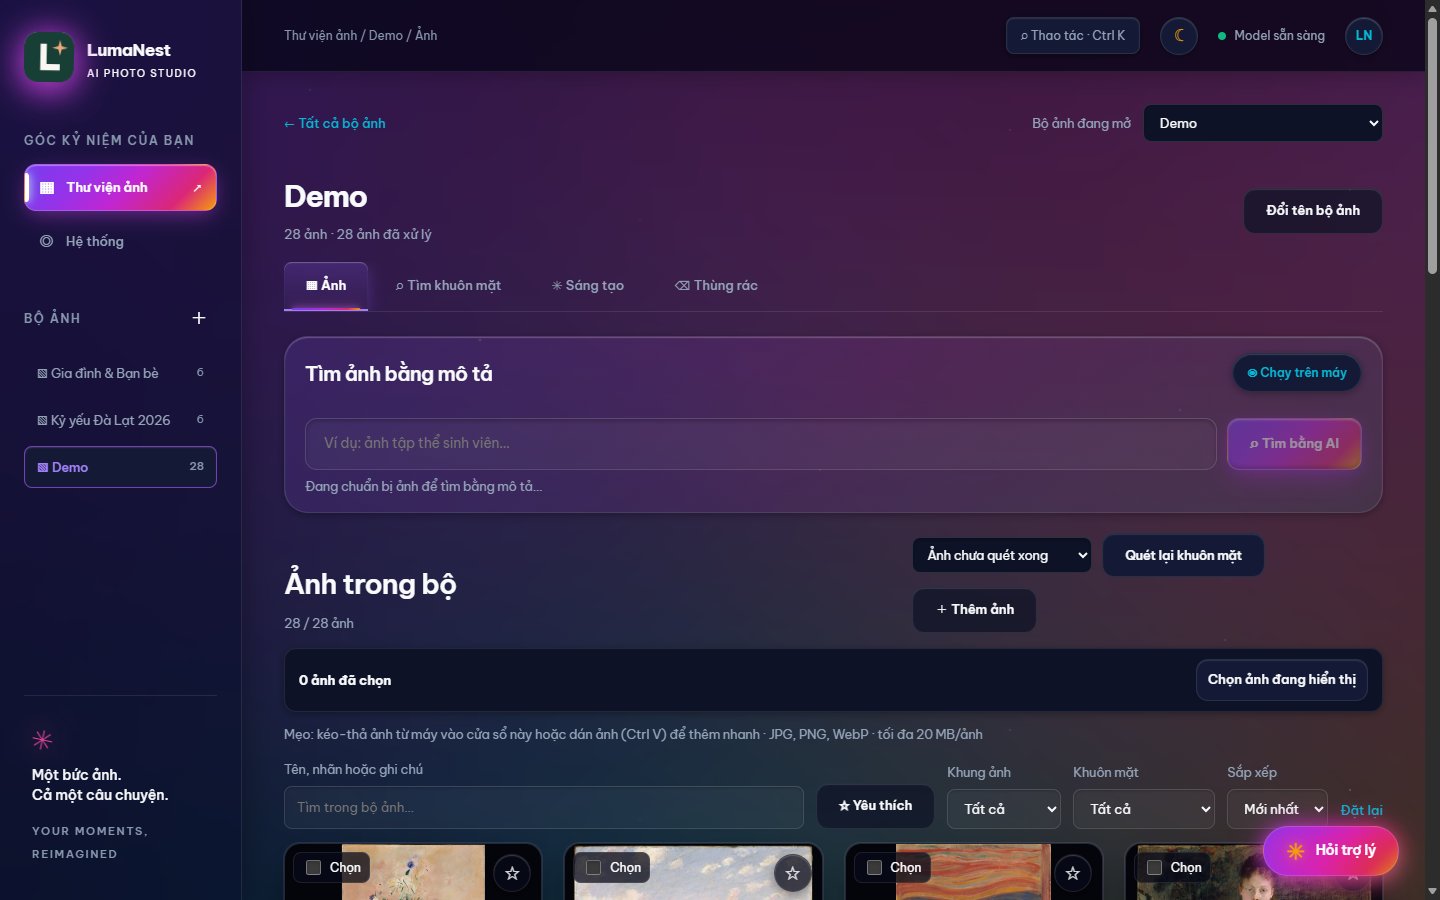 LumaNest
AI PHOTO STUDIO
GÓC KỶ NIỆM CỦA BẠN
Thư viện ảnh
Hệ thống
BỘ ẢNH
Gia đình & Bạn bè 6
Kỷ yếu Đà Lạt 2026 6
Demo 28
Một bức ảnh.
Cả một câu chuyện.
YOUR MOMENTS,
REIMAGINED
Thư viện ảnh / Demo / Ảnh
Thao tác · Ctrl K
Model sẵn sàng
LN
← Tất cả bộ ảnh
Bộ ảnh đang mở
Demo
Demo
Đổi tên bộ ảnh
28 ảnh · 28 ảnh đã xử lý
Ảnh
Tìm khuôn mặt
Sáng tạo
Thùng rác
Tìm ảnh bằng mô tả
Chạy trên máy
Ví dụ: ảnh tập thể sinh viên...
Tìm bằng AI
Đang chuẩn bị ảnh để tìm bằng mô tả...
Ảnh trong bộ
28 / 28 ảnh
Ảnh chưa quét xong
Quét lại khuôn mặt
+ Thêm ảnh
0 ảnh đã chọn
Chọn ảnh đang hiển thị
Mẹo: kéo-thả ảnh từ máy vào cửa sổ này hoặc dán ảnh (Ctrl V) để thêm nhanh · JPG, PNG, WebP · tối đa 20 MB/ảnh
Tên, nhãn hoặc ghi chú
Tìm trong bộ ảnh...
Yêu thích
Khung ảnh
Tất cả
Khuôn mặt
Tất cả
Sắp xếp
Mới nhất
Đặt lại
Chọn
Chọn
Chọn
Chọn
Hỏi trợ lý